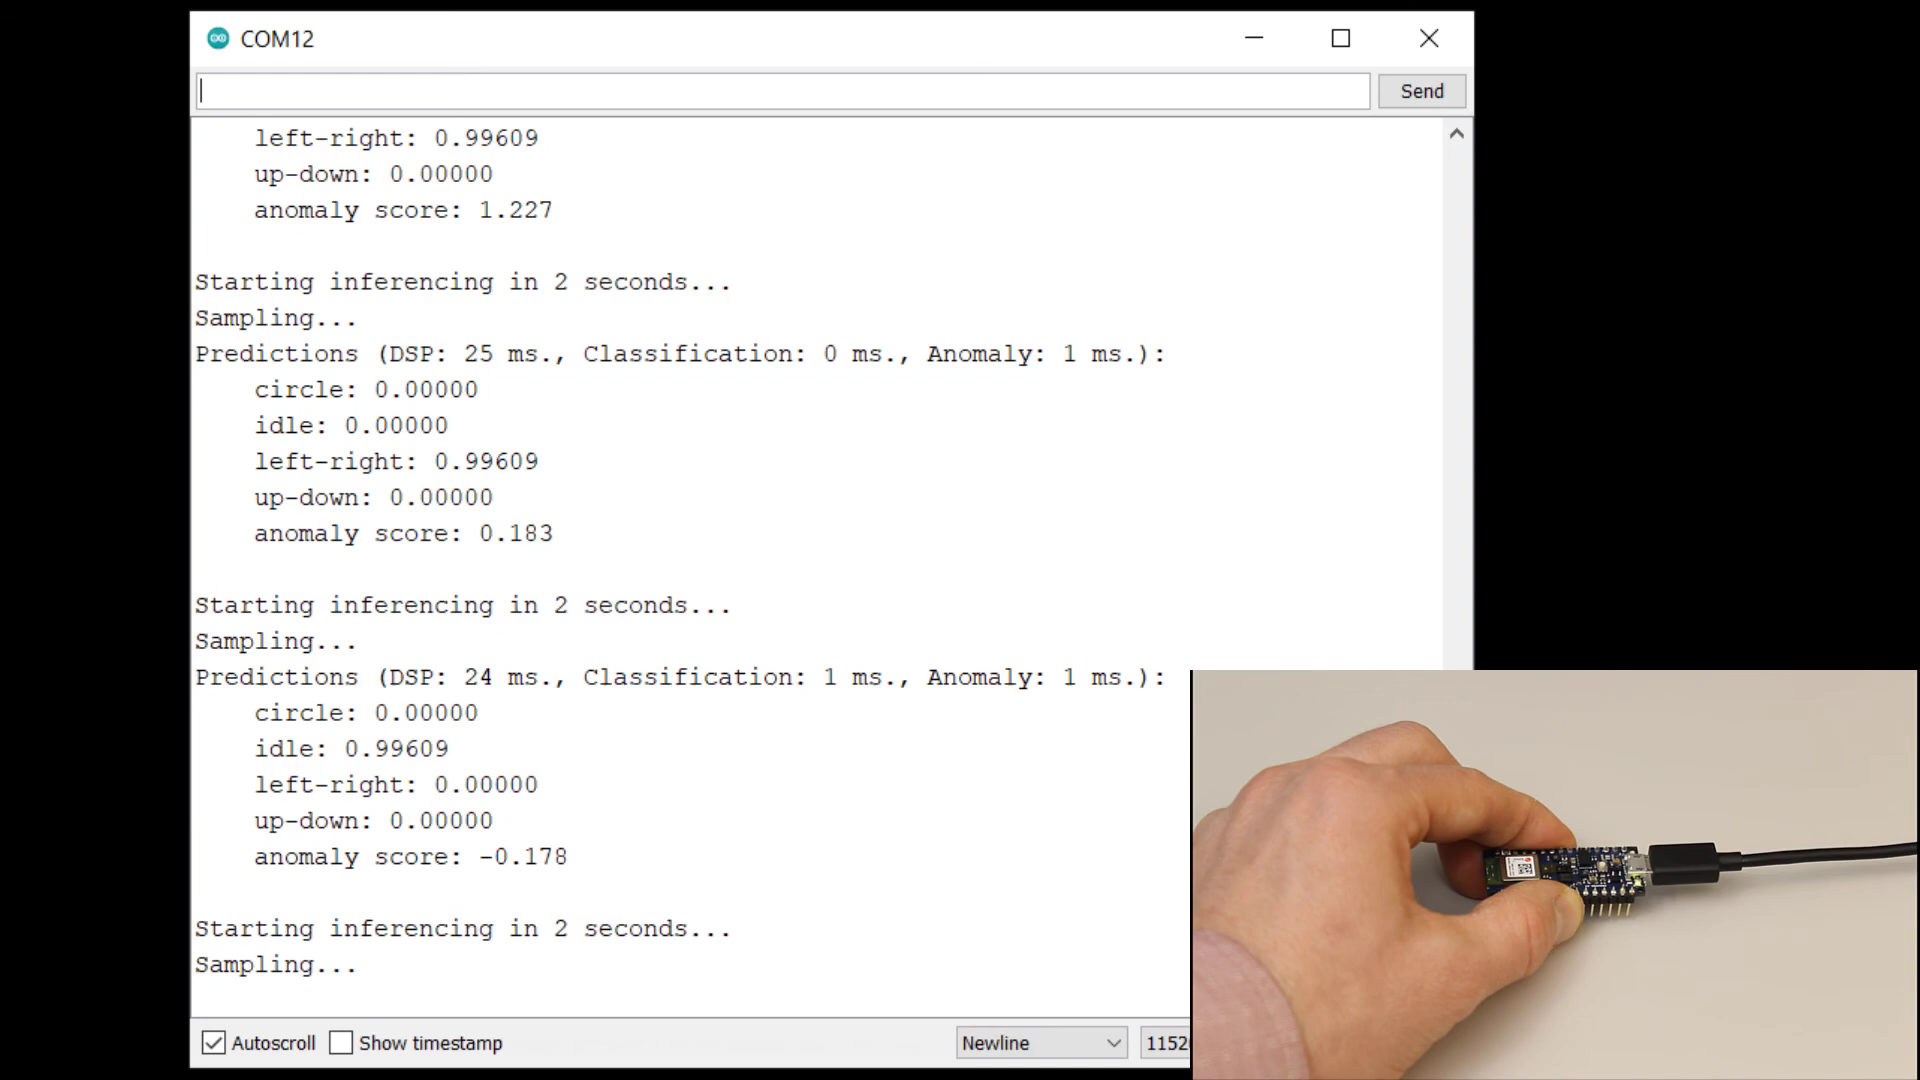 COM12
Send
left-right: 0.99609
up-down: 0.00000
anomaly score: 1.227
Starting inferencing in 2 seconds...
Sampling...
Predictions (DSP: 25 ms., Classification: 0 ms., Anomaly: 1 ms.):
circle: 0.00000
idle: 0.00000
left-right: 0.99609
up-down: 0.00000
anomaly score: 0.183
Starting inferencing in 2 seconds...
Sampling...
Predictions (DSP: 24 ms., Classification: 1 ms., Anomaly: 1 ms.):
circle: 0.00000
idle: 0.99609
left-right: 0.00000
up-down: 0.00000
anomaly score: -0.178
Starting inferencing in 2 seconds...
Sampling...
Autoscroll Show timestamp Newline